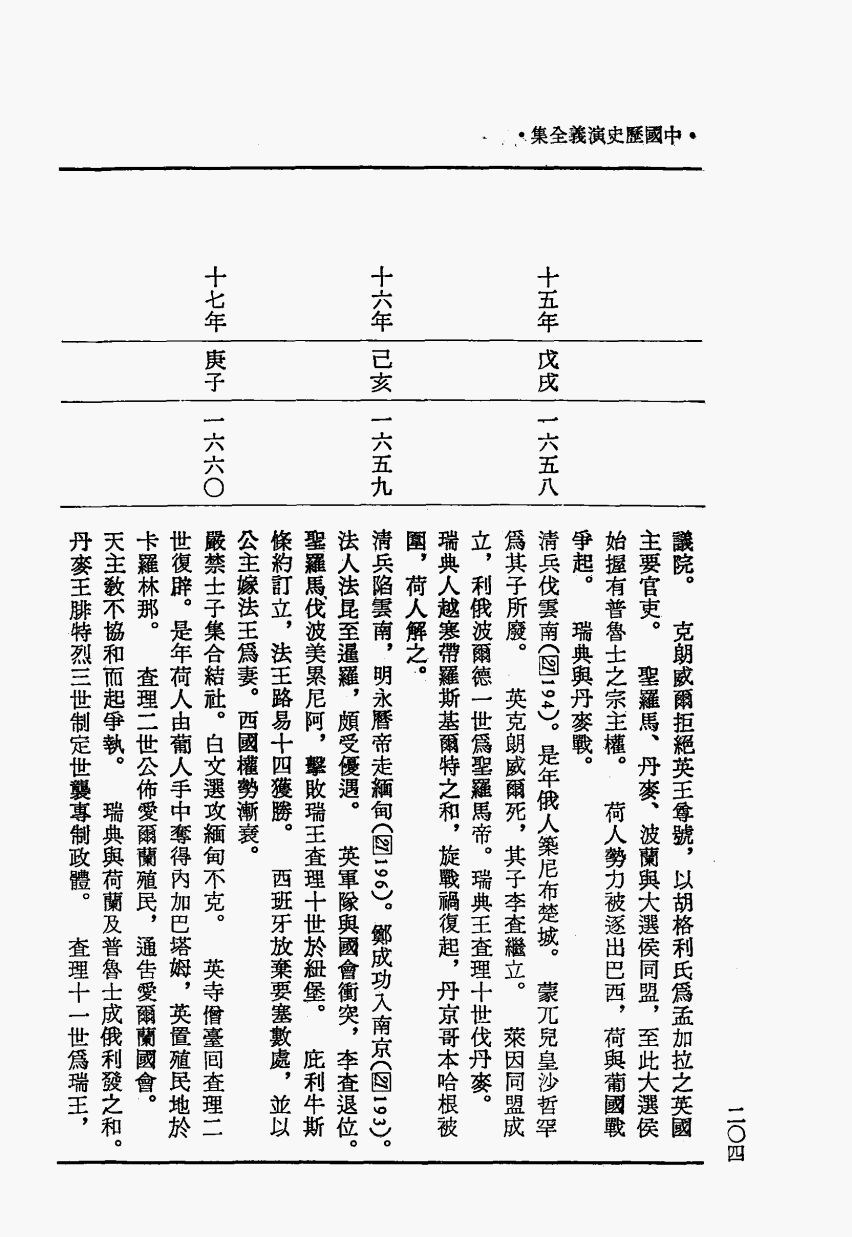 •中國歷史演義全集•
二〇四
議院。　克朗威爾拒絕英王尊號，以胡格利氏爲孟加拉之英國
主要官吏。　聖羅馬、丹麥、波蘭與大選侯同盟，至此大選侯
始握有普魯士之宗主權。　荷人勢力被逐出巴西，荷與葡國戰
爭起。　瑞典與丹麥戰。
十五年　戊戌　一六五八　清兵伐雲南(27194)。是年俄人築尼布楚城。　蒙兀兒皇沙哲罕
爲其子所廢。　英克朗威爾死，其子李查繼立。　萊因同盟成
立，利俄波爾德一世爲聖羅馬帝。瑞典王查理十世伐丹麥。
瑞典人越寒帶羅斯基爾特之和，旋戰禍復起，丹京哥本哈根被
圍，荷人解之。
十六年　己亥　一六五九　清兵陷雲南，明永曆帝走緬甸(27196)。鄭成功入南京(27193)。
法人法昆至暹羅，頗受優遇。　英軍隊與國會衝突，李查退位。
聖羅馬伐波美累尼阿，擊敗瑞王查理十世於紐堡。　庇利牛斯
條約訂立，法王路易十四獲勝。　西班牙放棄要塞數處，並以
公主嫁法王爲妻。西國權勢漸衰。
十七年　庚子　一六六〇　嚴禁士子集合結社。白文選攻緬甸不克。　英寺僧臺回查理二
世復辟。是年荷人由葡人手中奪得內加巴塔姆，英置殖民地於
卡羅林那。　查理二世公佈愛爾蘭殖民，通告愛爾蘭國會。
天主敎不協和而起爭執。　瑞典與荷蘭及普魯士成俄利發之和。
丹麥王腓特烈三世制定世襲專制政體。　查理十一世爲瑞王，